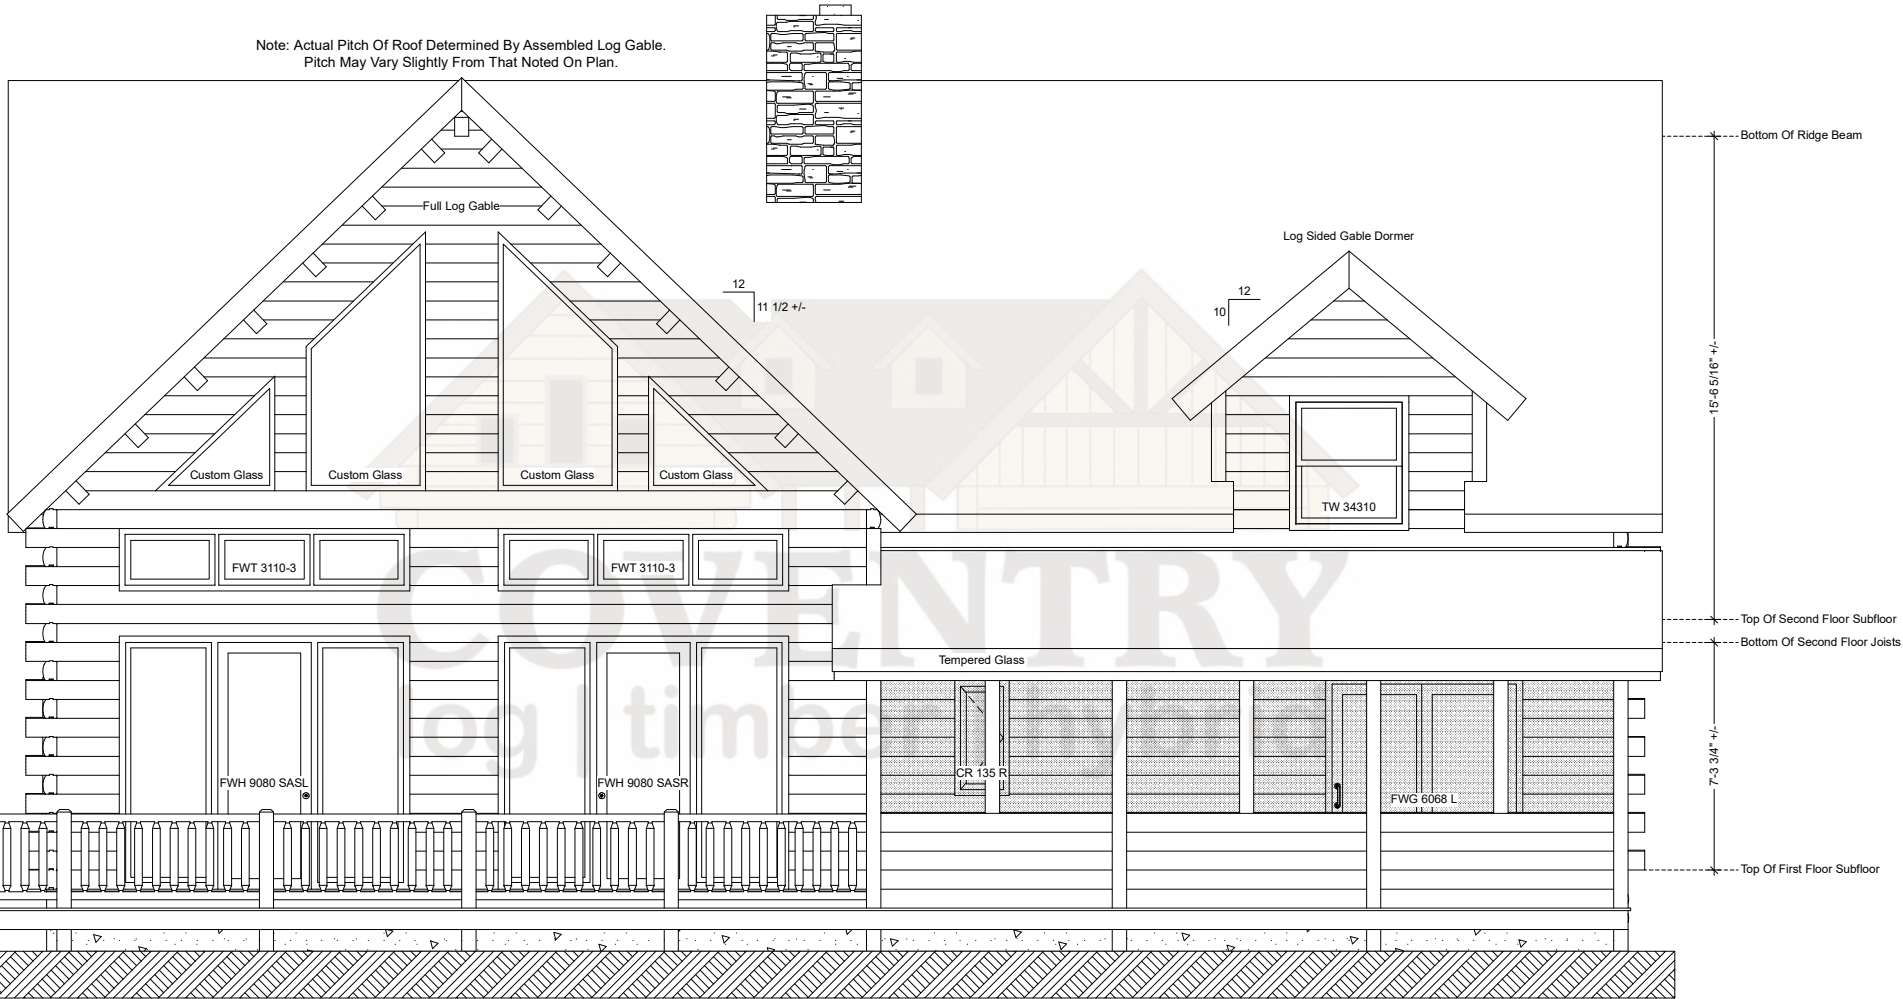 Note: Actual Pitch Of Roof Determined By Assembled Log Gable.
Pitch May Vary Slightly From That Noted On Plan.
Bottom Of Ridge Beam
Full Log Gable
Log Sided Gable Dormer
12
11 1/2 +/-
12
10
15'-6 5/16" +/-
Custom Glass
Custom Glass
Custom Glass
Custom Glass
TW 34310
FWT 3110-3
FWT 3110-3
COVENTRY
log | timber | hybrid
Top Of Second Floor Subfloor
Bottom Of Second Floor Joists
Tempered Glass
7'-3 3/4" +/-
CR 135 R
FWH 9080 SASL
FWH 9080 SASR
FWG 6068 L
Top Of First Floor Subfloor